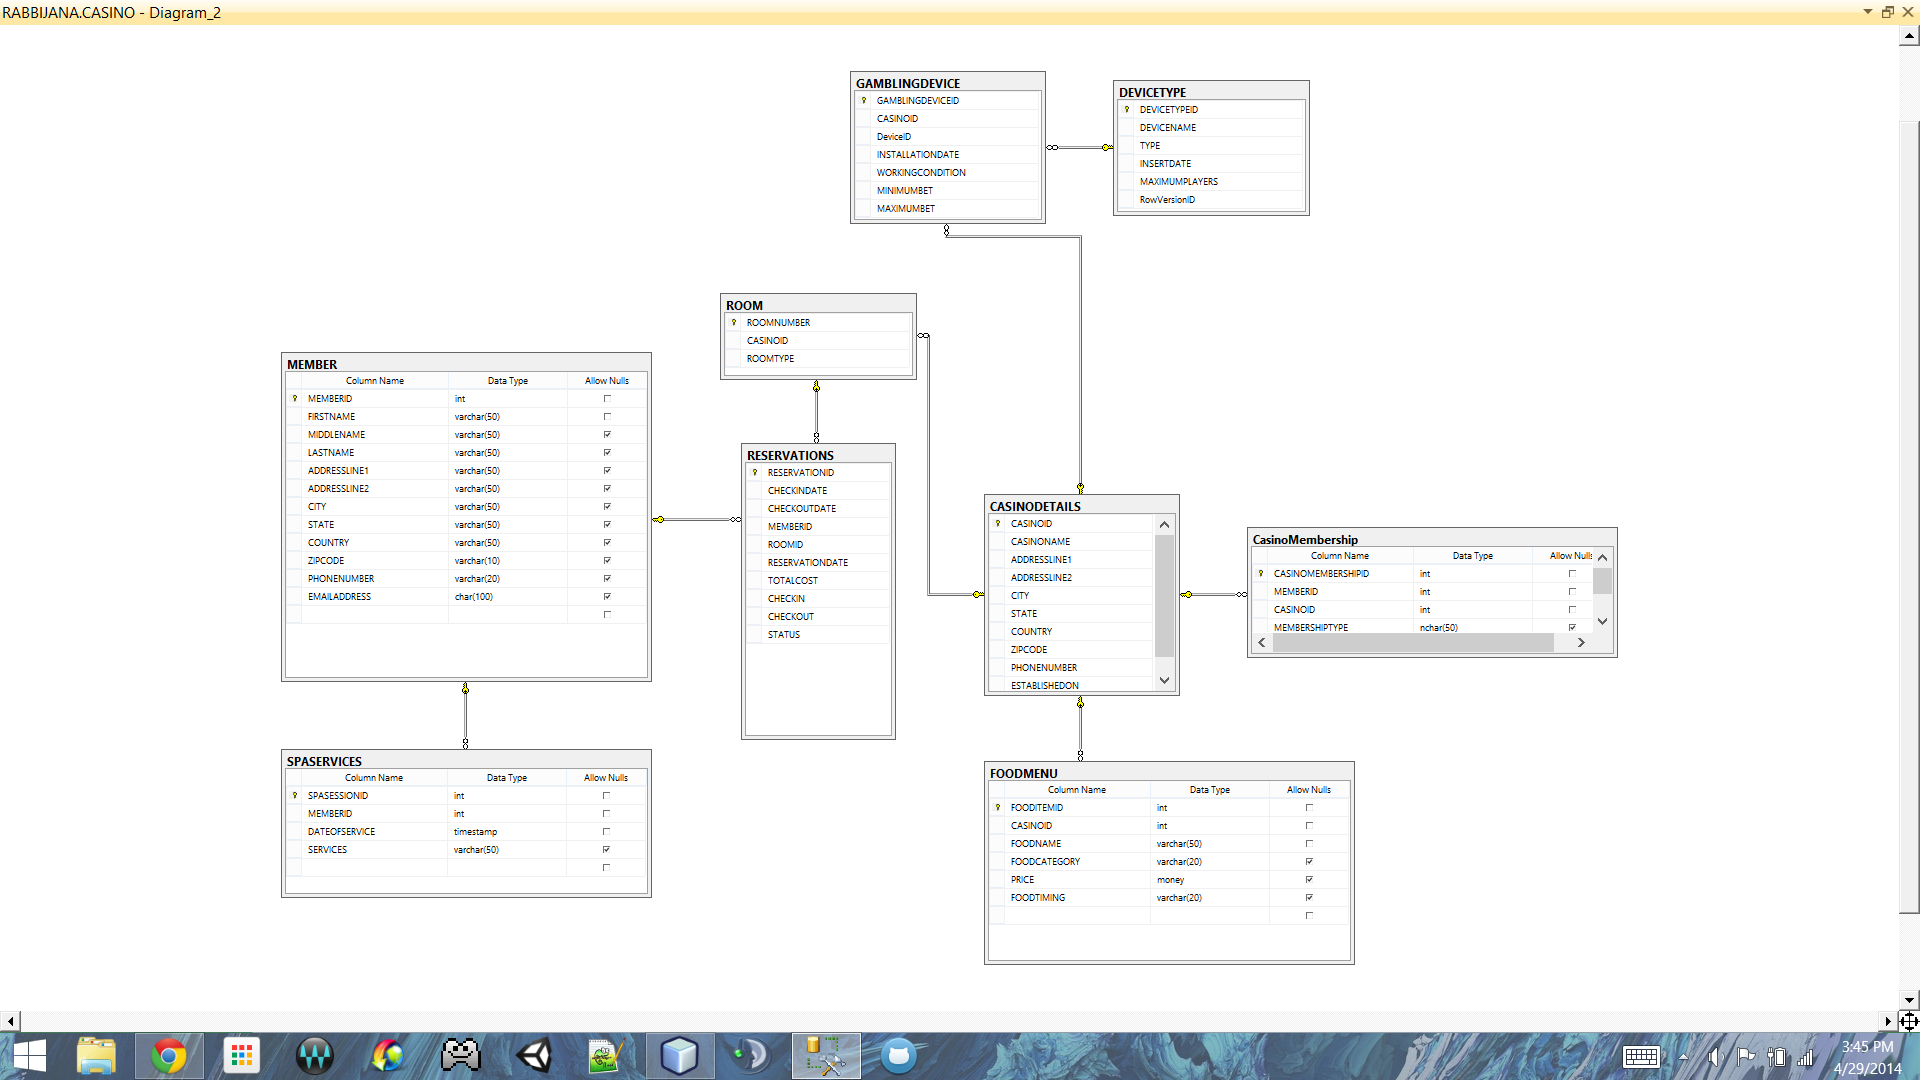 RABBIJANA.CASINO - Diagram_2
GAMBLINGDEVICE
GAMBLINGDEVICEID
CASINOID
DeviceID
INSTALLATIONDATE
WORKINGCONDITION
MINIMUMBET
MAXIMUMBET
DEVICETYPE
DEVICETYPEID
DEVICENAME
TYPE
INSERTDATE
MAXIMUMPLAYERS
RowVersionID
ROOM
ROOMNUMBER
CASINOID
ROOMTYPE
MEMBER
Column Name Data Type Allow Nulls
MEMBERID int
FIRSTNAME varchar(50)
MIDDLENAME varchar(50)
LASTNAME varchar(50)
ADDRESSLINE1 varchar(50)
ADDRESSLINE2 varchar(50)
CITY varchar(50)
STATE varchar(50)
COUNTRY varchar(50)
ZIPCODE varchar(10)
PHONENUMBER varchar(20)
EMAILADDRESS char(100)
RESERVATIONS
RESERVATIONID
CHECKINDATE
CHECKOUTDATE
MEMBERID
ROOMID
RESERVATIONDATE
TOTALCOST
CHECKIN
CHECKOUT
STATUS
CASINODETAILS
CASINOID
CASINONAME
ADDRESSLINE1
ADDRESSLINE2
CITY
STATE
COUNTRY
ZIPCODE
PHONENUMBER
ESTABLISHEDON
CasinoMembership
Column Name Data Type Allow Nulls
CASINOMEMBERSHIPID int
MEMBERID int
CASINOID int
MEMBERSHIPTYPE nchar(50)
SPASERVICES
Column Name Data Type Allow Nulls
SPASESSIONID int
MEMBERID int
DATEOFSERVICE timestamp
SERVICES varchar(50)
FOODMENU
Column Name Data Type Allow Nulls
FOODITEMID int
CASINOID int
FOODNAME varchar(50)
FOODCATEGORY varchar(20)
PRICE money
FOODTIMING varchar(20)
3:45 PM
4/29/2014